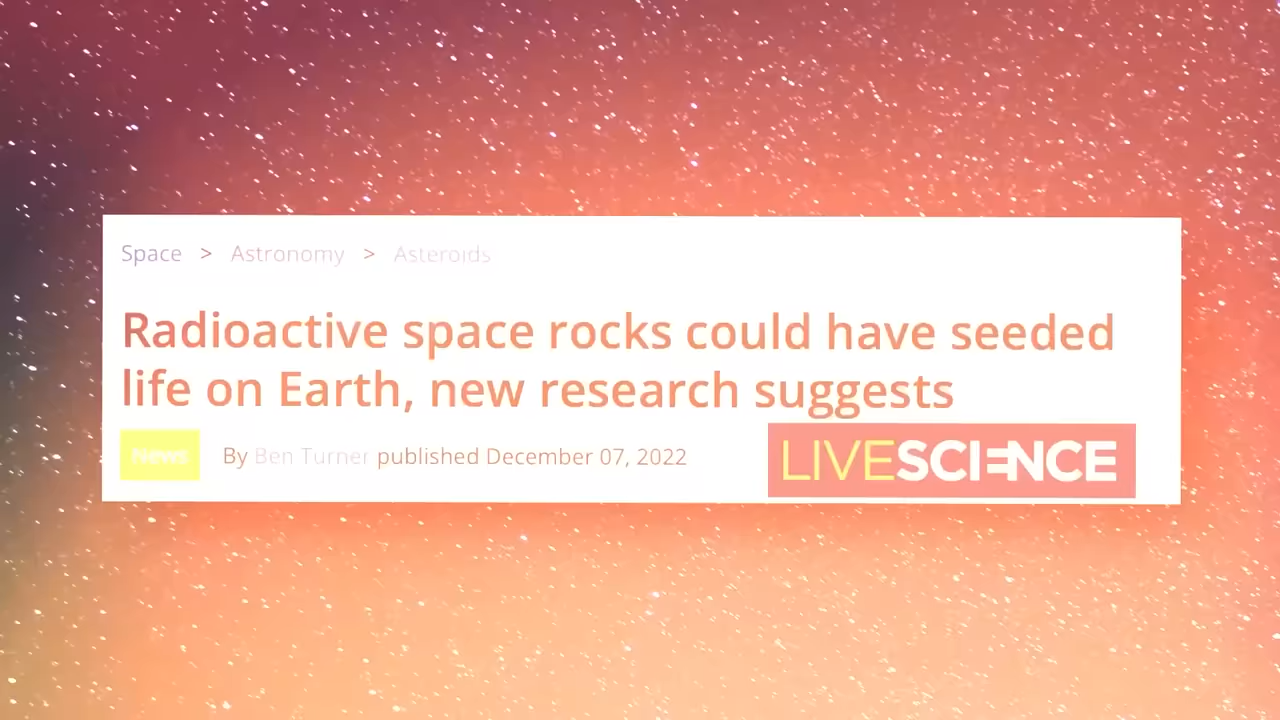 Space > Astronomy > Asteroids
Radioactive space rocks could have seeded
life on Earth, new research suggests
News By Ben Turner published December 07, 2022
LIVESCIENCE